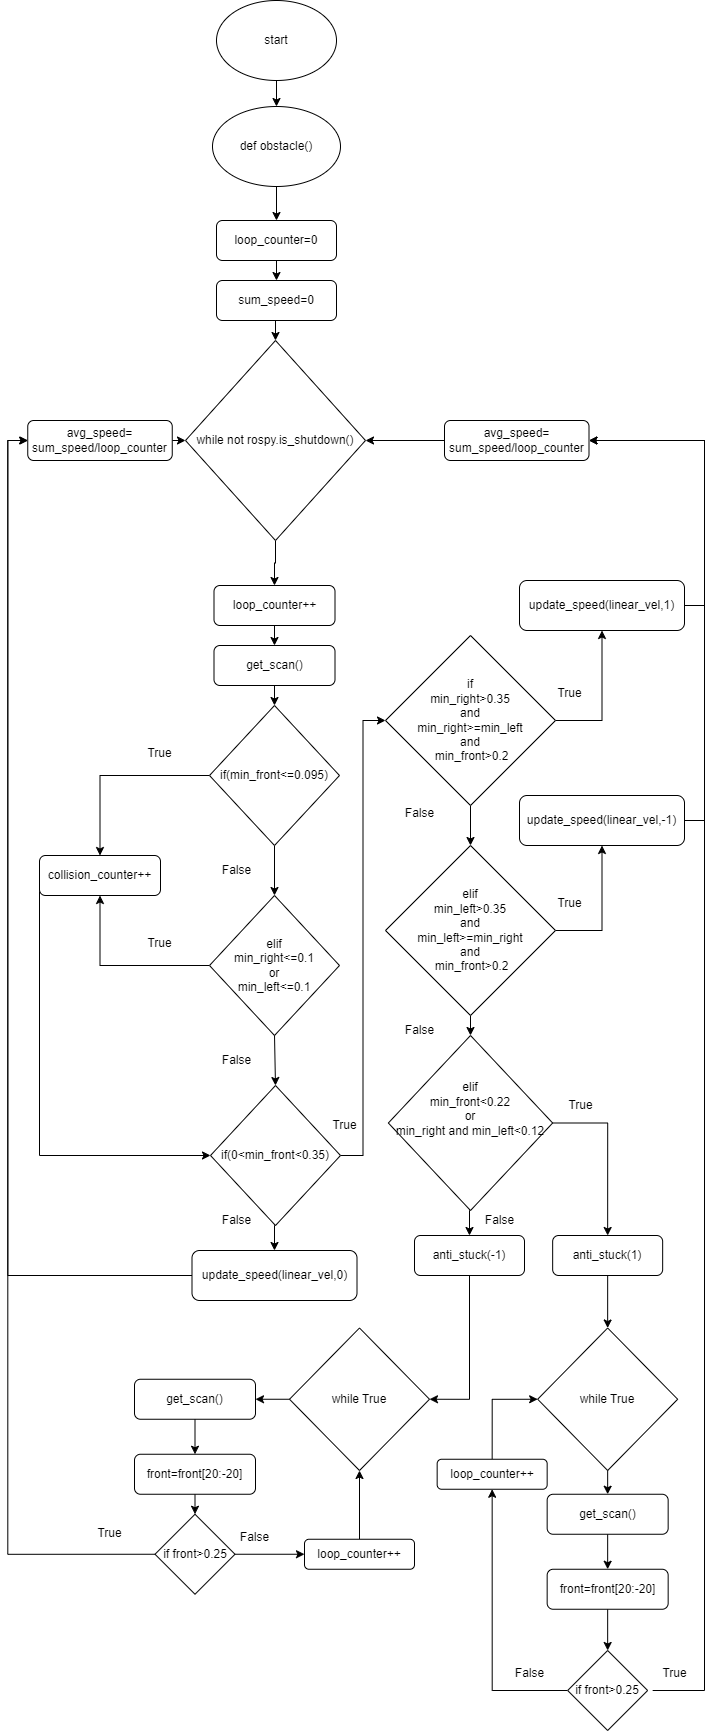 start
def obstacle()
loop_counter=0
sum_speed=0
avg_speed=
sum_speed/loop_counter
while not rospy.is_shutdown()
avg_speed=
sum_speed/loop_counter
loop_counter++
update_speed(linear_vel,1)
get_scan()
if
min_right>0.35
and
min_right>=min_left
and
min_front>0.2
True
True
if(min_front<=0.095)
False
update_speed(linear_vel,-1)
False
collision_counter++
elif
min_left>0.35
and
min_left>=min_right
and
min_front>0.2
True
True
elif
min_right<=0.1
or
min_left<=0.1
False
False
elif
min_front<0.22
or
min_right and min_left<0.12
True
True
if(0<min_front<0.35)
False
False
update_speed(linear_vel,0)
anti_stuck(-1)
anti_stuck(1)
get_scan()
while True
while True
front=front[20:-20]
loop_counter++
get_scan()
True
if front>0.25
False
loop_counter++
front=front[20:-20]
False
if front>0.25
True